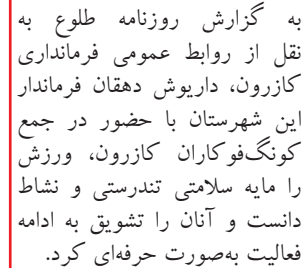 به گزارش روزنامه طلوع به
نقل از روابط عمومی فرمانداری
کازرون، داریوش دهقان فرماندار
این شهرستان با حضور در جمع
کونگ‌فوکاران کازرون، ورزش
را مایه سلامتی تندرستی و نشاط
دانست و آنان را تشویق به ادامه
فعالیت به‌صورت حرفه‌ای کرد.